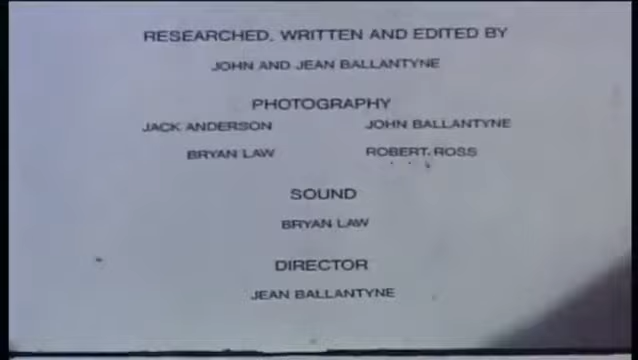 RESEARCHED, WRITTEN AND EDITED BY
JOHN AND JEAN BALLANTYNE
PHOTOGRAPHY
JACK ANDERSON JOHN BALLANTYNE
BRYAN LAW ROBERT ROSS
SOUND
BRYAN LAW
DIRECTOR
JEAN BALLANTYNE